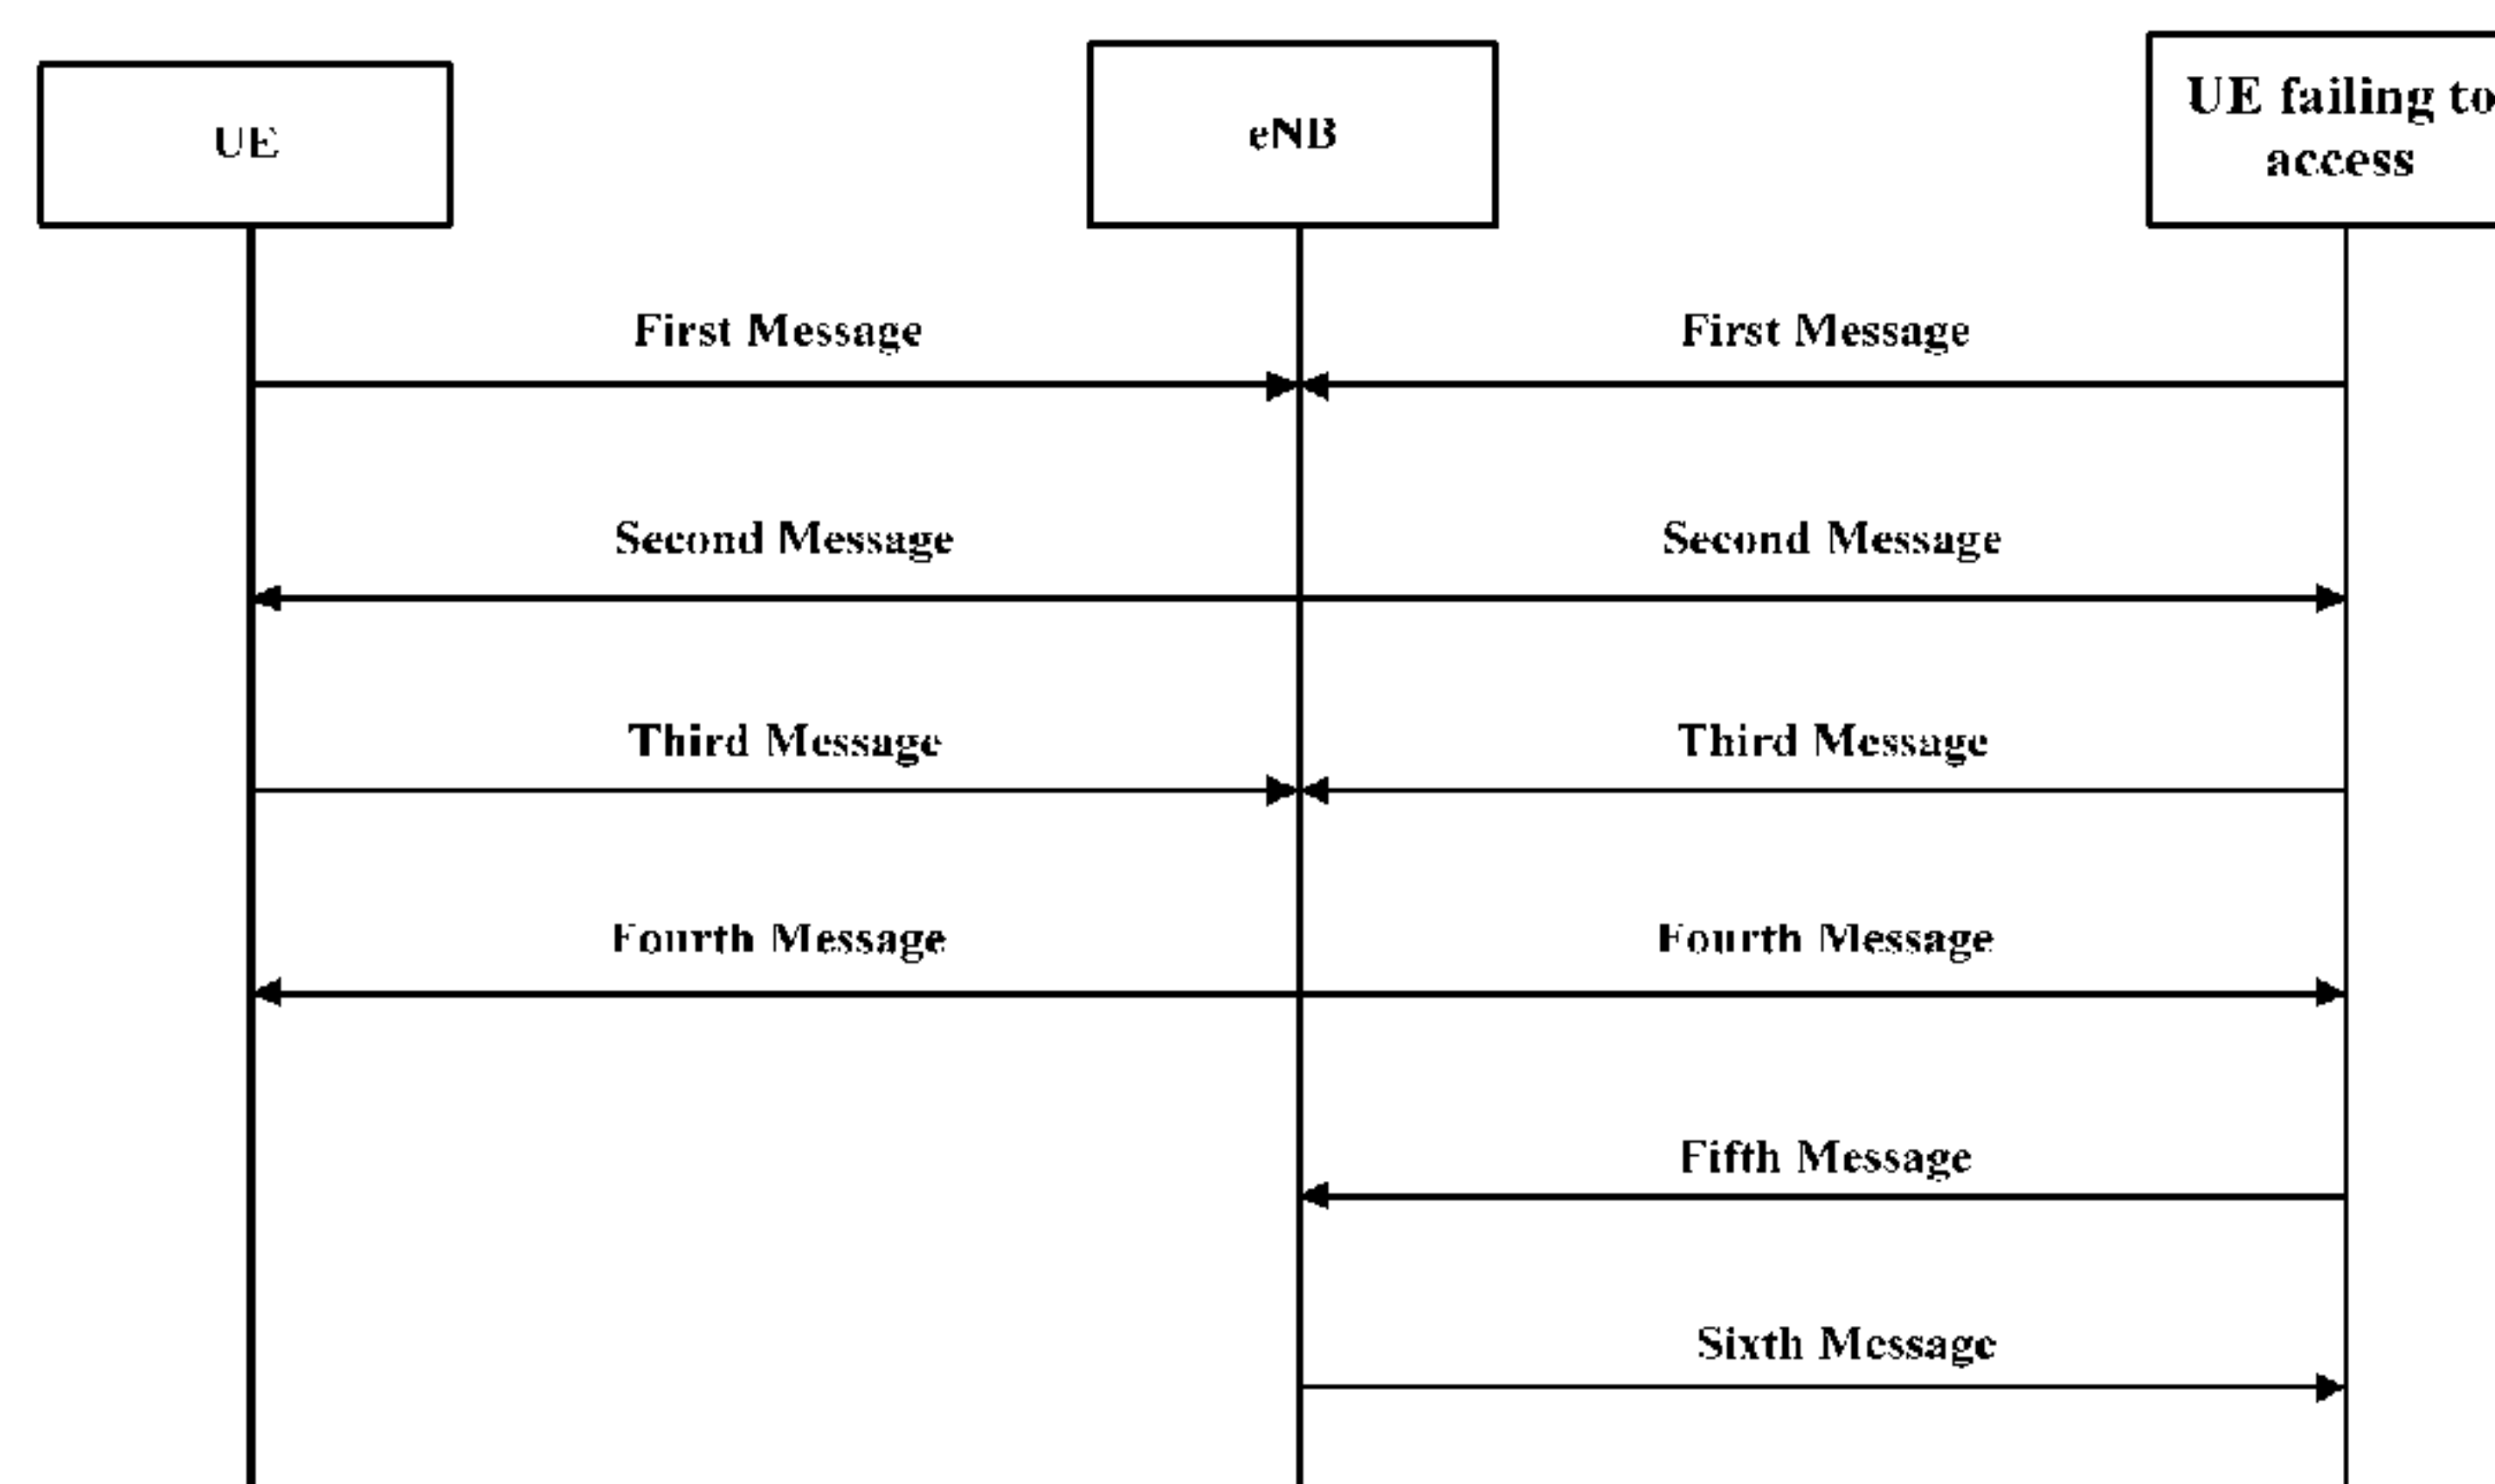 UE
eNB
UE failing to
access
First Message
First Message
Second Message
Second Message
Third Message
Third Message
Fourth Message
Fourth Message
Fifth Message
Sixth Message